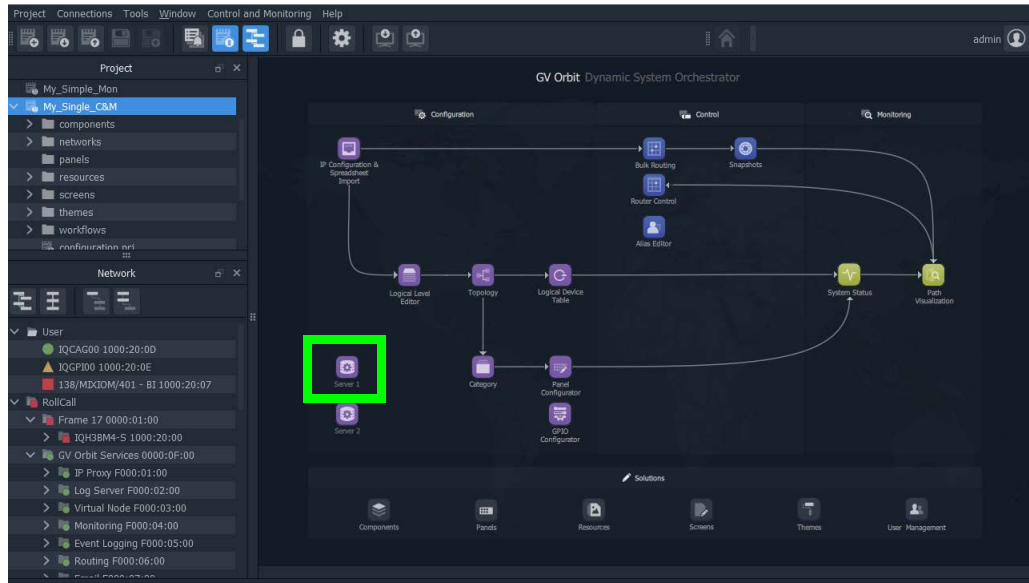 Project Connections Tools Window Control and Monitoring Help
admin
Project
My_Simple_Mon
My_Single_C&M
components
networks
panels
resources
screens
themes
workflows
configuration.pri
Network
User
IQCAG00 1000:20:0D
IQGPI00 1000:20:0E
138/MIXIOM/401 - BI 1000:20:07
RollCall
Frame 17 0000:01:00
IQH3BM4-S 1000:20:00
GV Orbit Services 0000:0F:00
IP Proxy F000:01:00
Log Server F000:02:00
Virtual Node F000:03:00
Monitoring F000:04:00
Event Logging F000:05:00
Routing F000:06:00
Email F000:07:00
GV Orbit Dynamic System Orchestrator
Configuration
Control
Monitoring
IP Configuration &
Spreadsheet
Import
Bulk Routing
Snapshots
Router Control
Alias Editor
Logical Level
Editor
Topology
Logical Device
Table
System Status
Path
Visualization
Server 1
Category
Panel
Configurator
Server 2
GPIO
Configurator
Solutions
Components
Panels
Resources
Screens
Themes
User Management